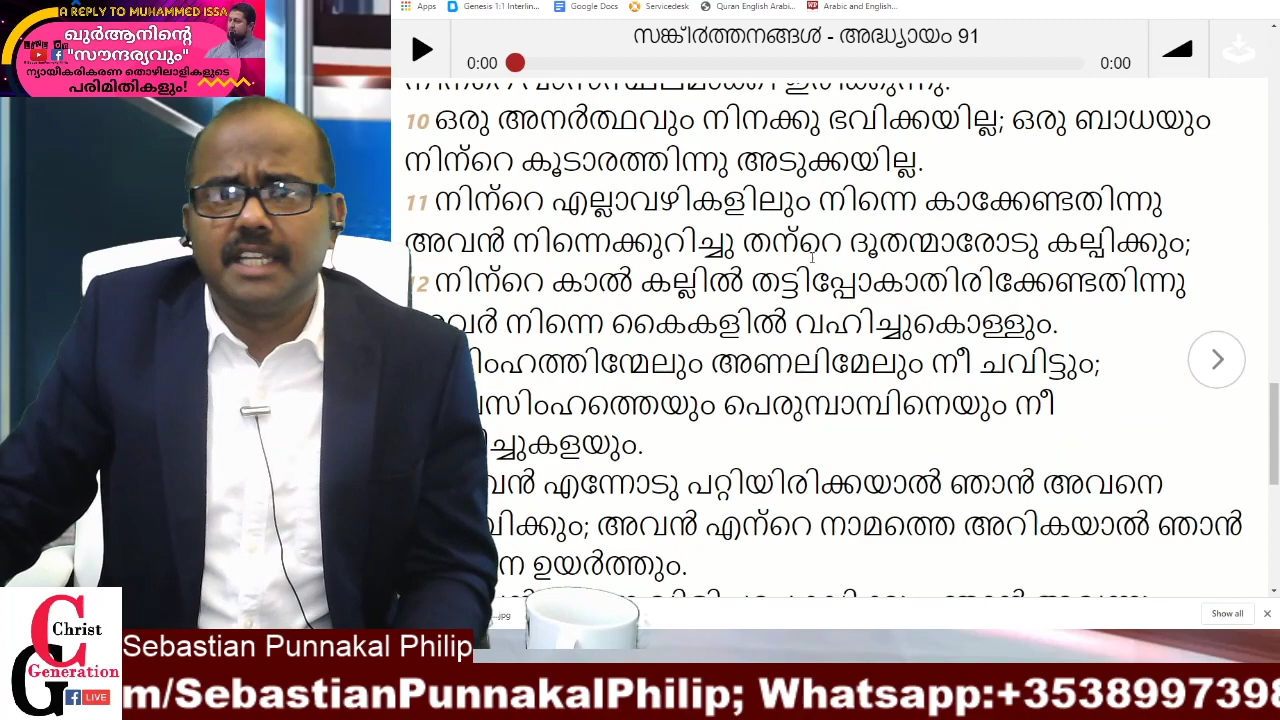 A REPLY TO MUHAMMED ISSA
ഖുർആനിന്റെ
"സൗന്ദര്യവും"
ന്യായീകരികരണ തൊഴിലാളികളുടെ
പരിമിതികളും!
Apps
Genesis 1:1 Interlin...
Google Docs
Servicedesk
Quran English Arabi...
Arabic and English...
സങ്കീർത്തനങ്ങൾ - അദ്ധ്യായം 91
0:00
0:00
10 ഒരു അനർത്ഥവും നിനക്കു ഭവിക്കയില്ല; ഒരു ബാധയും
നിന്റെ കൂടാരത്തിന്നു അടുക്കയില്ല.
11 നിന്റെ എല്ലാവഴികളിലും നിന്നെ കാക്കേണ്ടതിന്നു
അവൻ നിന്നെക്കുറിച്ചു തന്റെ ദൂതന്മാരോടു കല്പിക്കും;
12 നിന്റെ കാൽ കല്ലിൽ തട്ടിപ്പോകാതിരിക്കേണ്ടതിന്നു
നിന്നെ കൈകളിൽ വഹിച്ചുകൊള്ളും.
അണലിമേലും നീ ചവിട്ടും;
പെരുമ്പാമ്പിനെയും നീ
എന്നോടു പറ്റിയിരിക്കയാൽ ഞാൻ അവനെ
അവൻ എന്റെ നാമത്തെ അറികയാൽ ഞാൻ
ഉയർത്തും.
Show all
Christ
Generation
CG
LIVE
Sebastian Punnakal Philip
m/SebastianPunnakalPhilip; Whatsapp:+3538997398